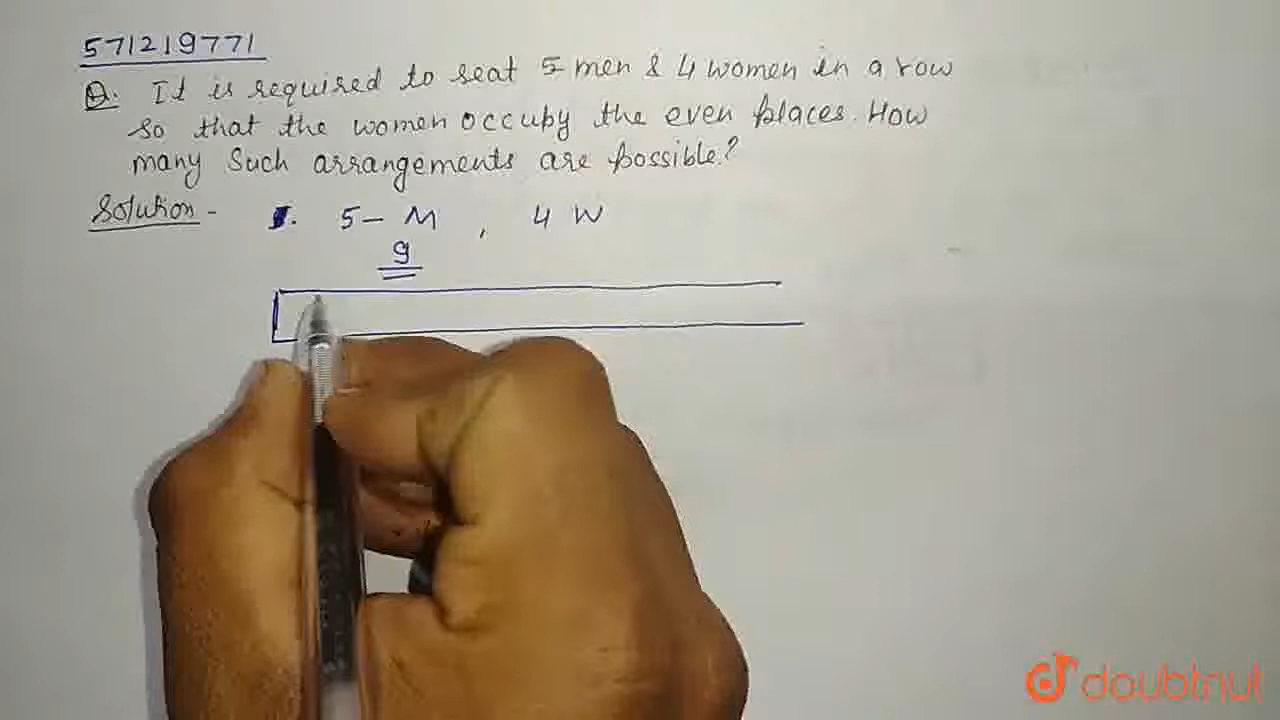 571219771
Q. It is required to seat 5 men & 4 women in a row
so that the women occupy the even places. How
many such arrangements are possible?
Solution - 5 - M , 4 W
9
doubtnut